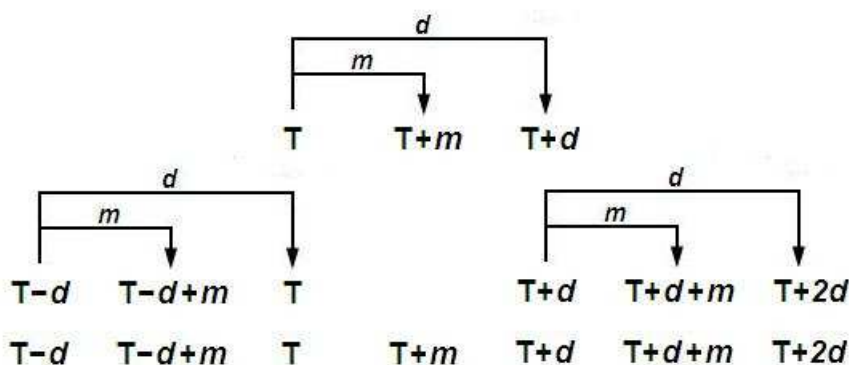 d
m
T T+m T+d
d d
m m
T−d T−d+m T T+d T+d+m T+2d
T−d T−d+m T T+m T+d T+d+m T+2d